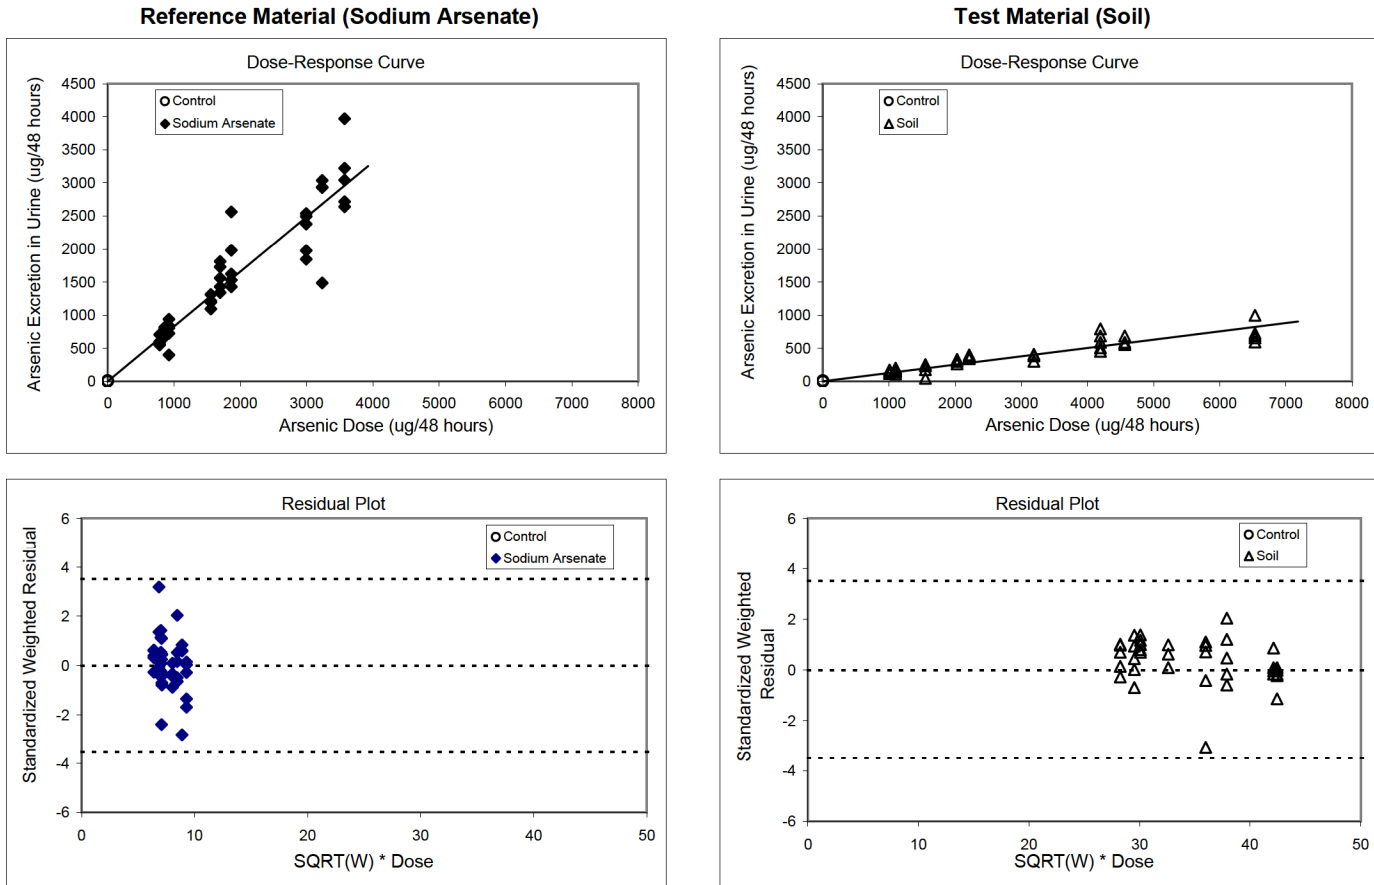 Reference Material (Sodium Arsenate)
Dose-Response Curve
Arsenic Excretion in Urine (ug/48 hours)
4500
4000
3500
3000
2500
2000
1500
1000
500
0
Control
Sodium Arsenate
0 1000 2000 3000 4000 5000 6000 7000 8000
Arsenic Dose (ug/48 hours)
Test Material (Soil)
Dose-Response Curve
Arsenic Excretion in Urine (ug/48 hours)
4500
4000
3500
3000
2500
2000
1500
1000
500
0
Control
Soil
0 1000 2000 3000 4000 5000 6000 7000 8000
Arsenic Dose (ug/48 hours)
Residual Plot
Standardized Weighted Residual
6
4
2
0
-2
-4
-6
Control
Sodium Arsenate
0 10 20 30 40 50
SQRT(W) * Dose
Residual Plot
Standardized Weighted
Residual
6
4
2
0
-2
-4
-6
Control
Soil
0 10 20 30 40 50
SQRT(W) * Dose